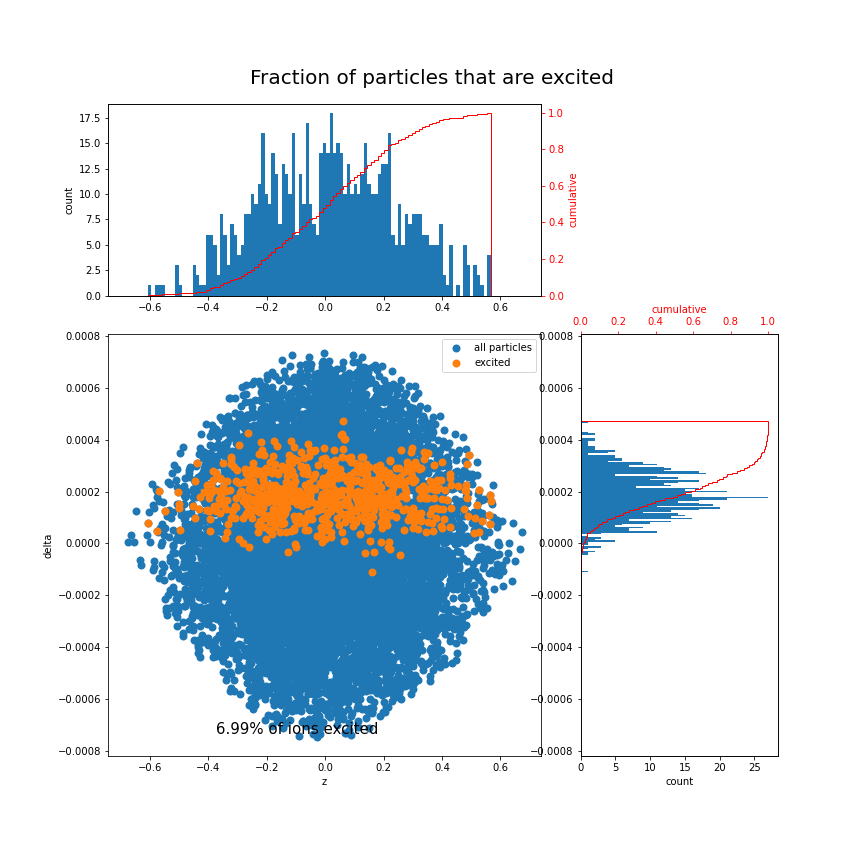 Fraction of particles that are excited
17.5
15.0
12.5
10.0
7.5
5.0
2.5
0.0
count
1.0
0.8
0.6
0.4
0.2
0.0
cumulative
−0.6 −0.4 −0.2 0.0 0.2 0.4 0.6
cumulative
0.0 0.2 0.4 0.6 0.8 1.0
all particles
excited
0.0008
0.0006
0.0004
0.0002
0.0000
−0.0002
−0.0004
−0.0006
−0.0008
delta
6.99% of ions excited
−0.6 −0.4 −0.2 0.0 0.2 0.4 0.6
z
0.0008
0.0006
0.0004
0.0002
0.0000
−0.0002
−0.0004
−0.0006
−0.0008
0 5 10 15 20 25
count